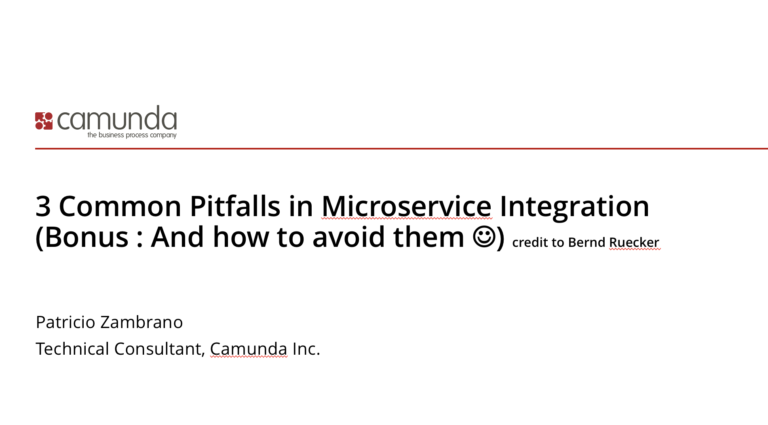 camunda
the business process company
3 Common Pitfalls in Microservice Integration
(Bonus : And how to avoid them ☺) credit to Bernd Ruecker
Patricio Zambrano
Technical Consultant, Camunda Inc.